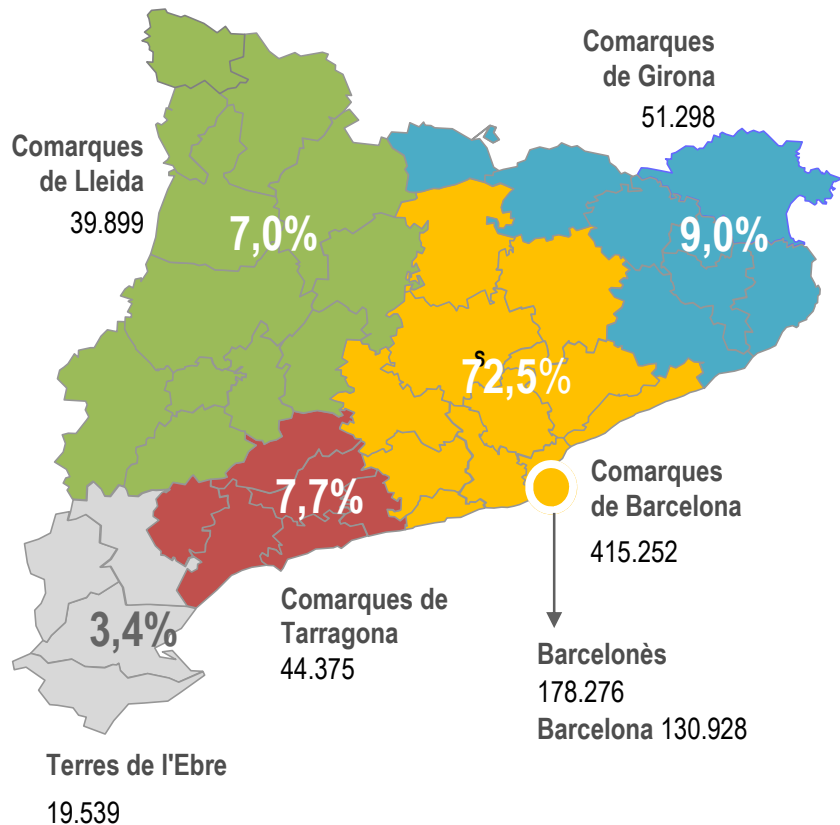 Comarques
de Girona
51.298
Comarques
de Lleida
39.899
7,0%
9,0%
s
72,5%
Comarques
de Barcelona
415.252
7,7%
Comarques de
Tarragona
44.375
3,4%
Barcelonès
178.276
Barcelona 130.928
Terres de l'Ebre
19.539